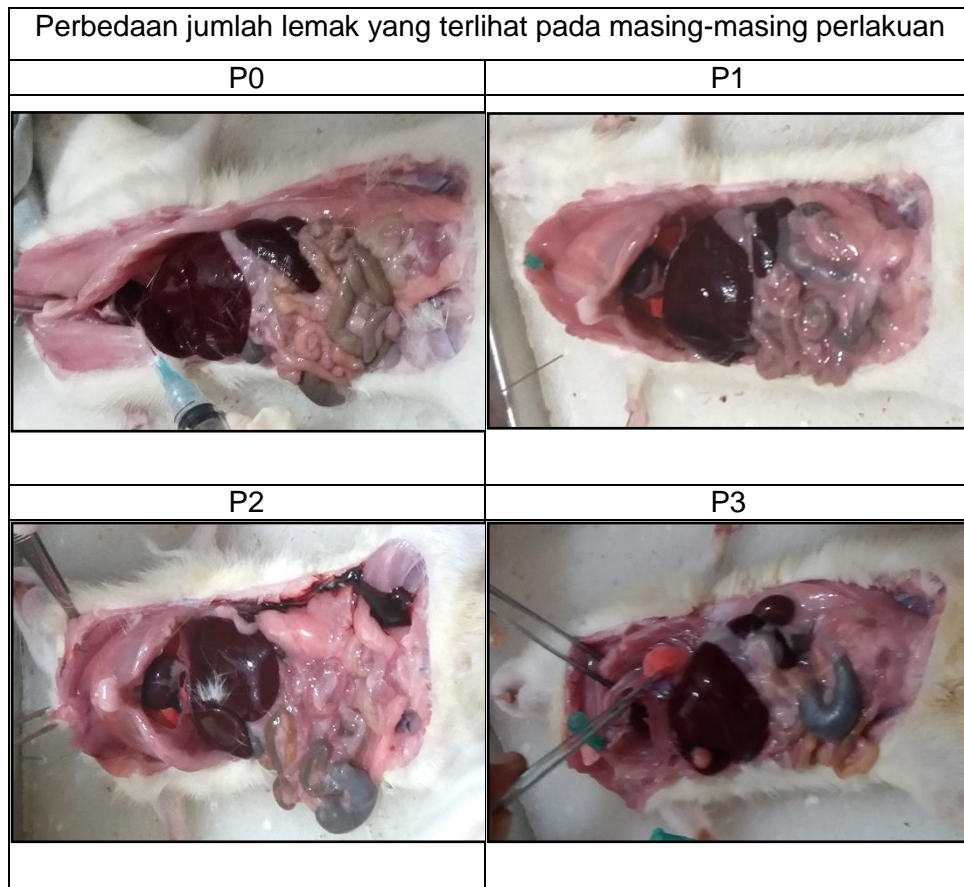 Perbedaan jumlah lemak yang terlihat pada masing-masing perlakuan
P0
P1
P2
P3